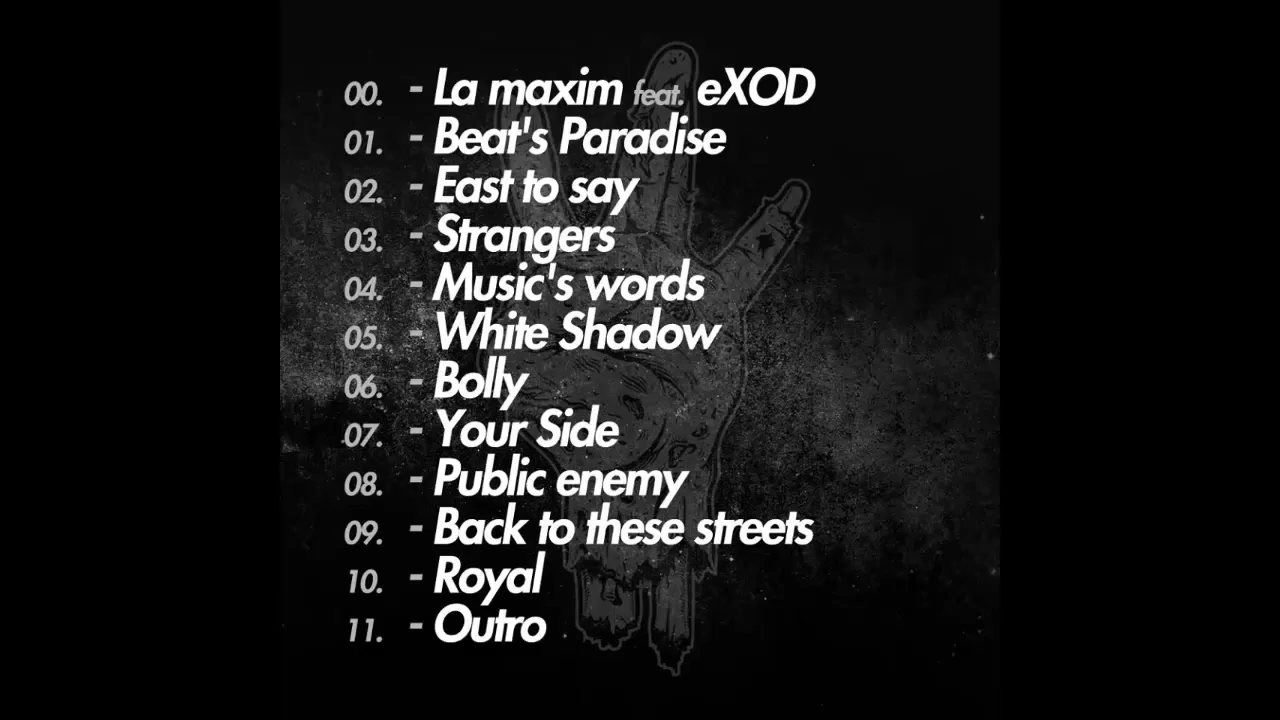 00. - La maxim feat. eXOD
01. - Beat's Paradise
02. - East to say
03. - Strangers
04. - Music's words
05. - White Shadow
06. - Bolly
07. - Your Side
08. - Public enemy
09. - Back to these streets
10. - Royal
11. - Outro